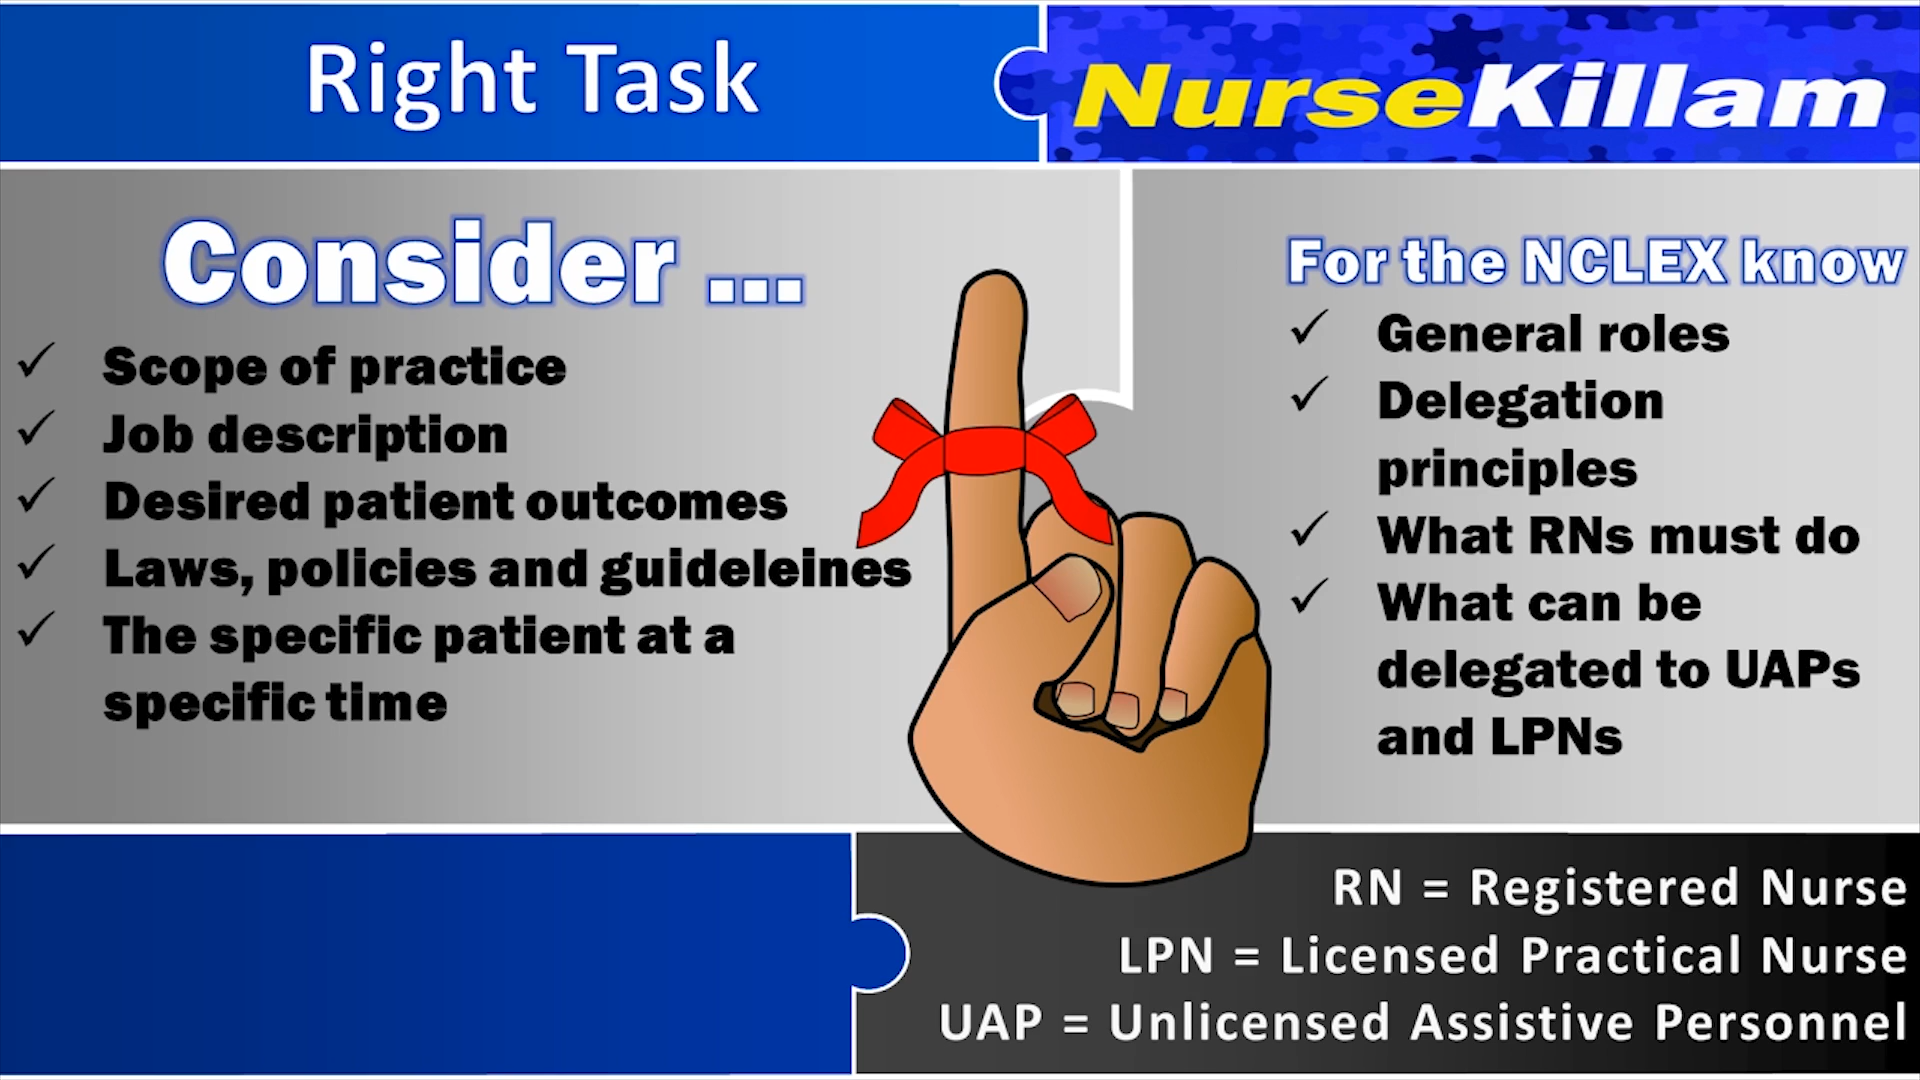 Right Task
NurseKillam
Consider ...
✓ Scope of practice
✓ Job description
✓ Desired patient outcomes
✓ Laws, policies and guideleines
✓ The specific patient at a
specific time
For the NCLEX know
✓ General roles
✓ Delegation
principles
✓ What RNs must do
✓ What can be
delegated to UAPs
and LPNs
RN = Registered Nurse
LPN = Licensed Practical Nurse
UAP = Unlicensed Assistive Personnel